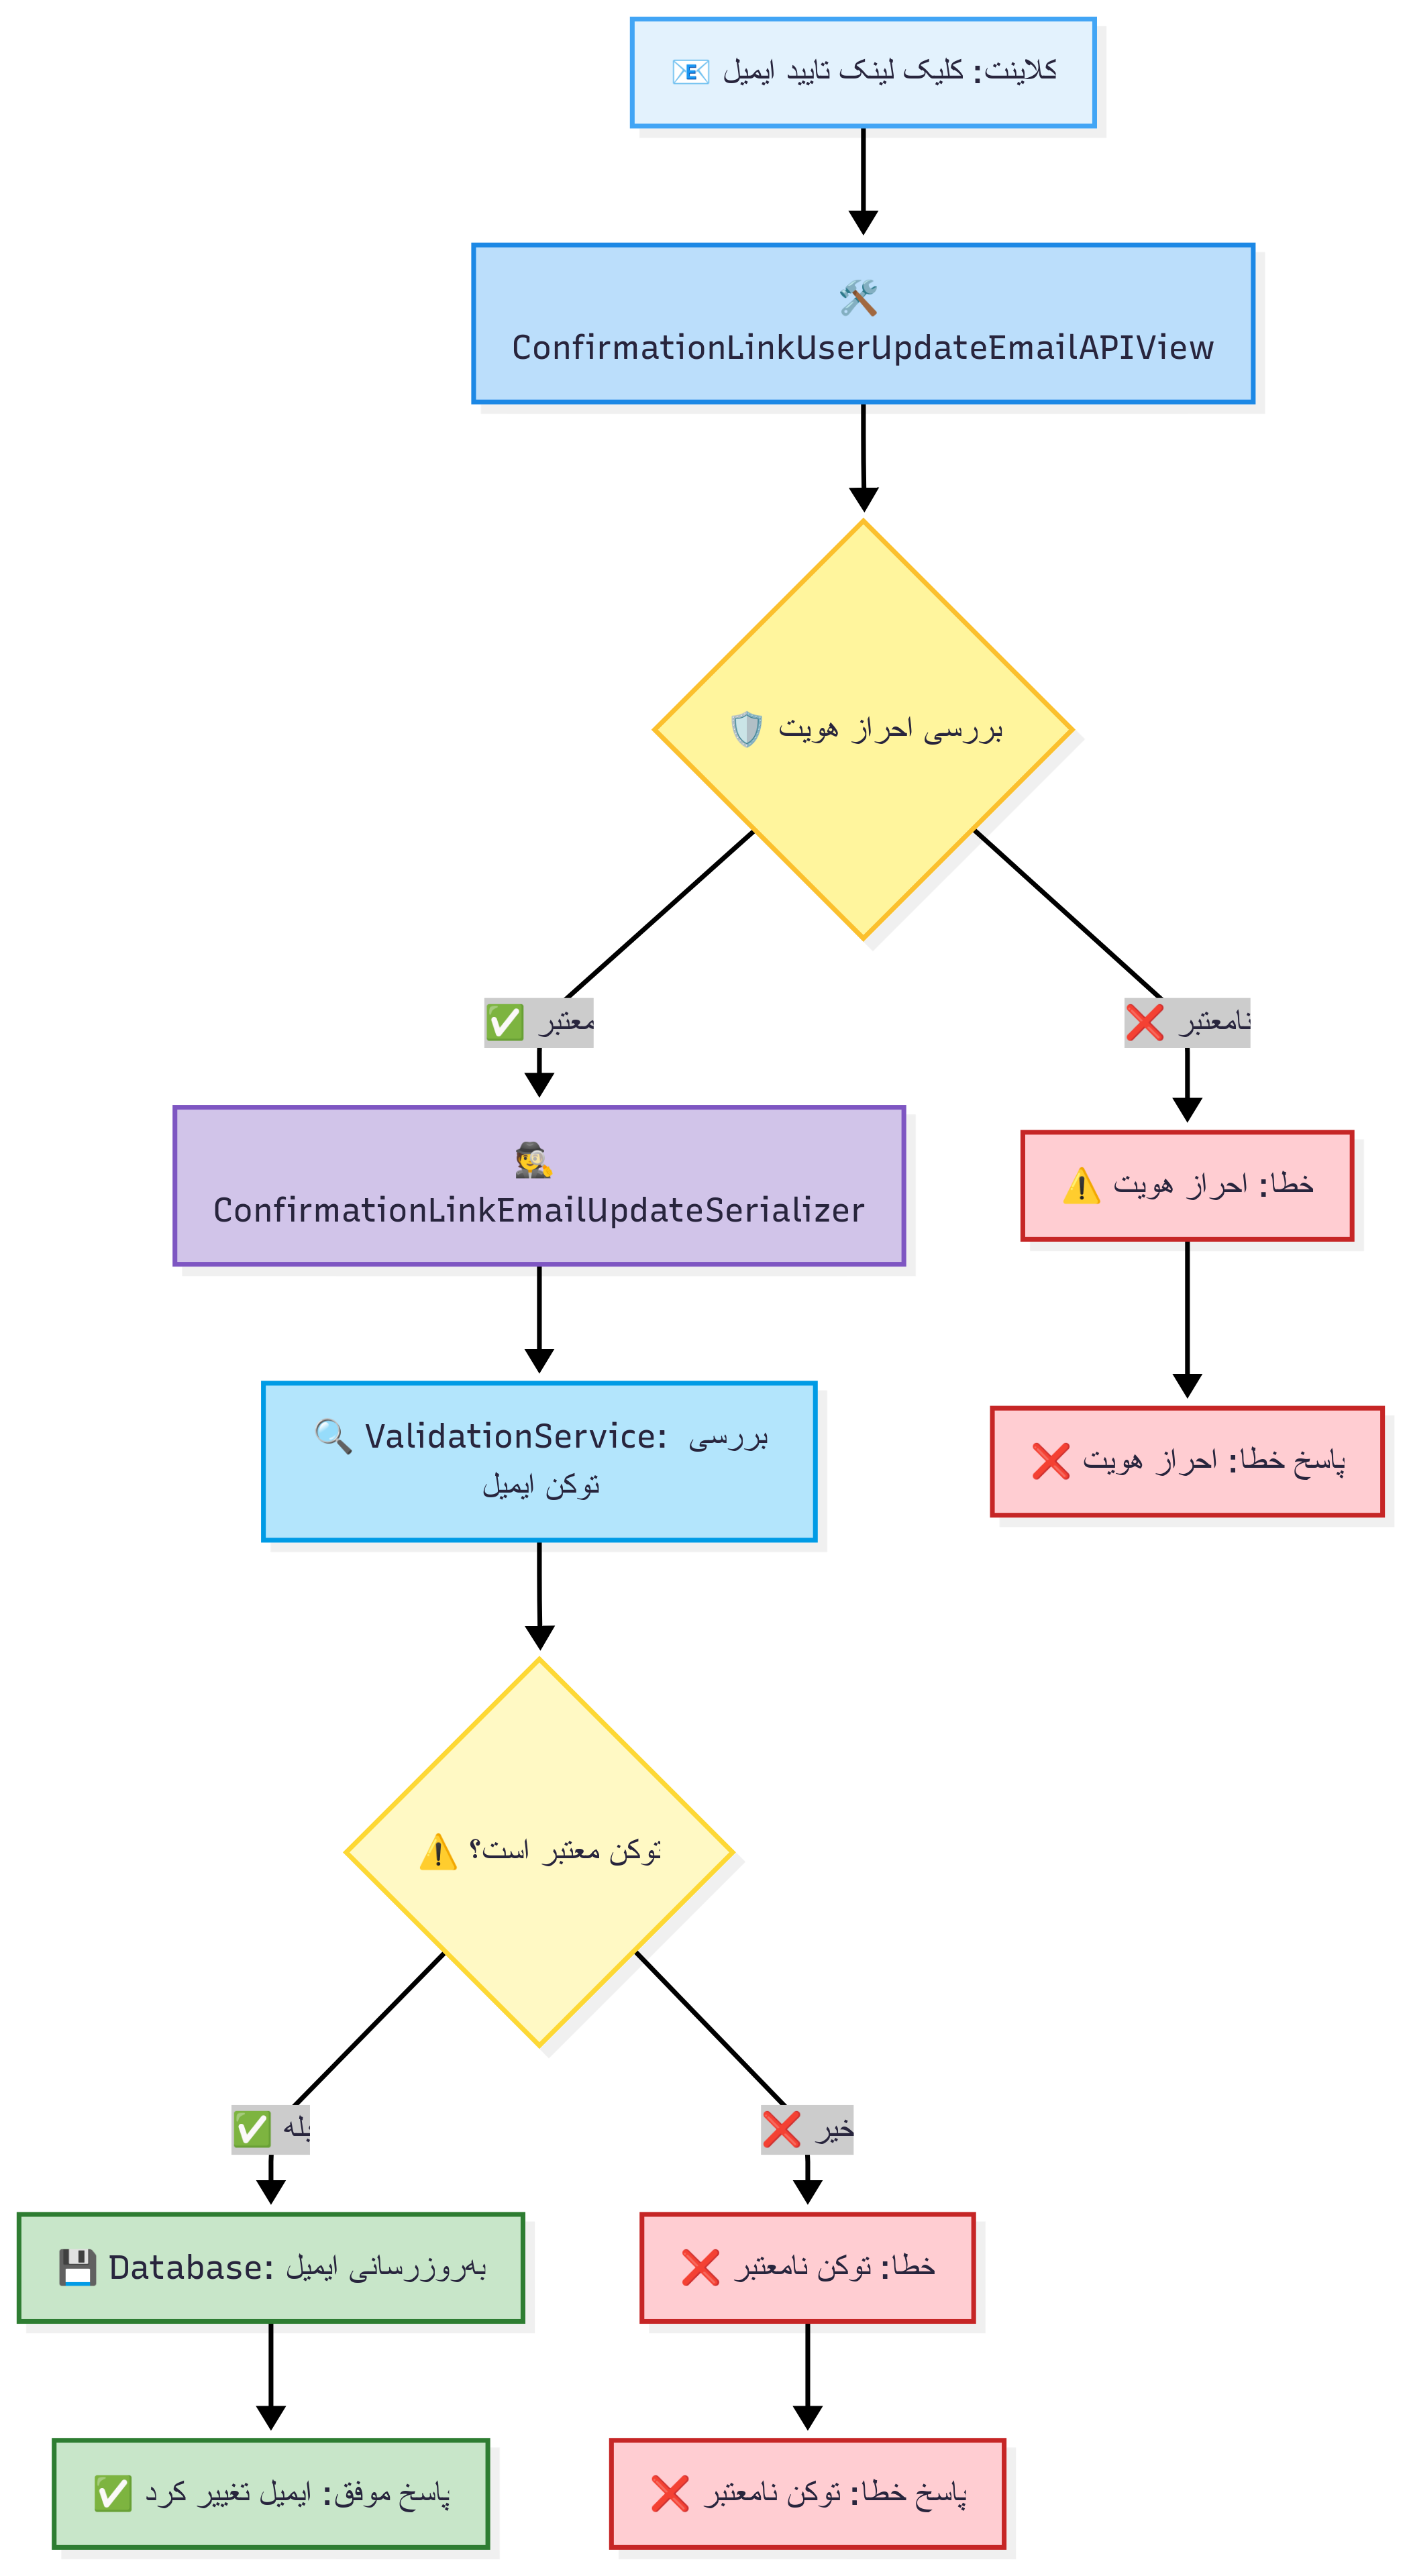 📧 کلاینت: کلیک لینک تایید ایمیل
🛠️
ConfirmationLinkUserUpdateEmailAPIView
🛡️ بررسی احراز هویت
✅ معتبر
❌ نامعتبر
🕵️
ConfirmationLinkEmailUpdateSerializer
⚠️ خطا: احراز هویت
🔍 ValidationService: بررسی
توکن ایمیل
❌ پاسخ خطا: احراز هویت
⚠️ توکن معتبر است؟
✅ بله
❌ خیر
💾 Database: به‌روزرسانی ایمیل
❌ خطا: توکن نامعتبر
✅ پاسخ موفق: ایمیل تغییر کرد
❌ پاسخ خطا: توکن نامعتبر